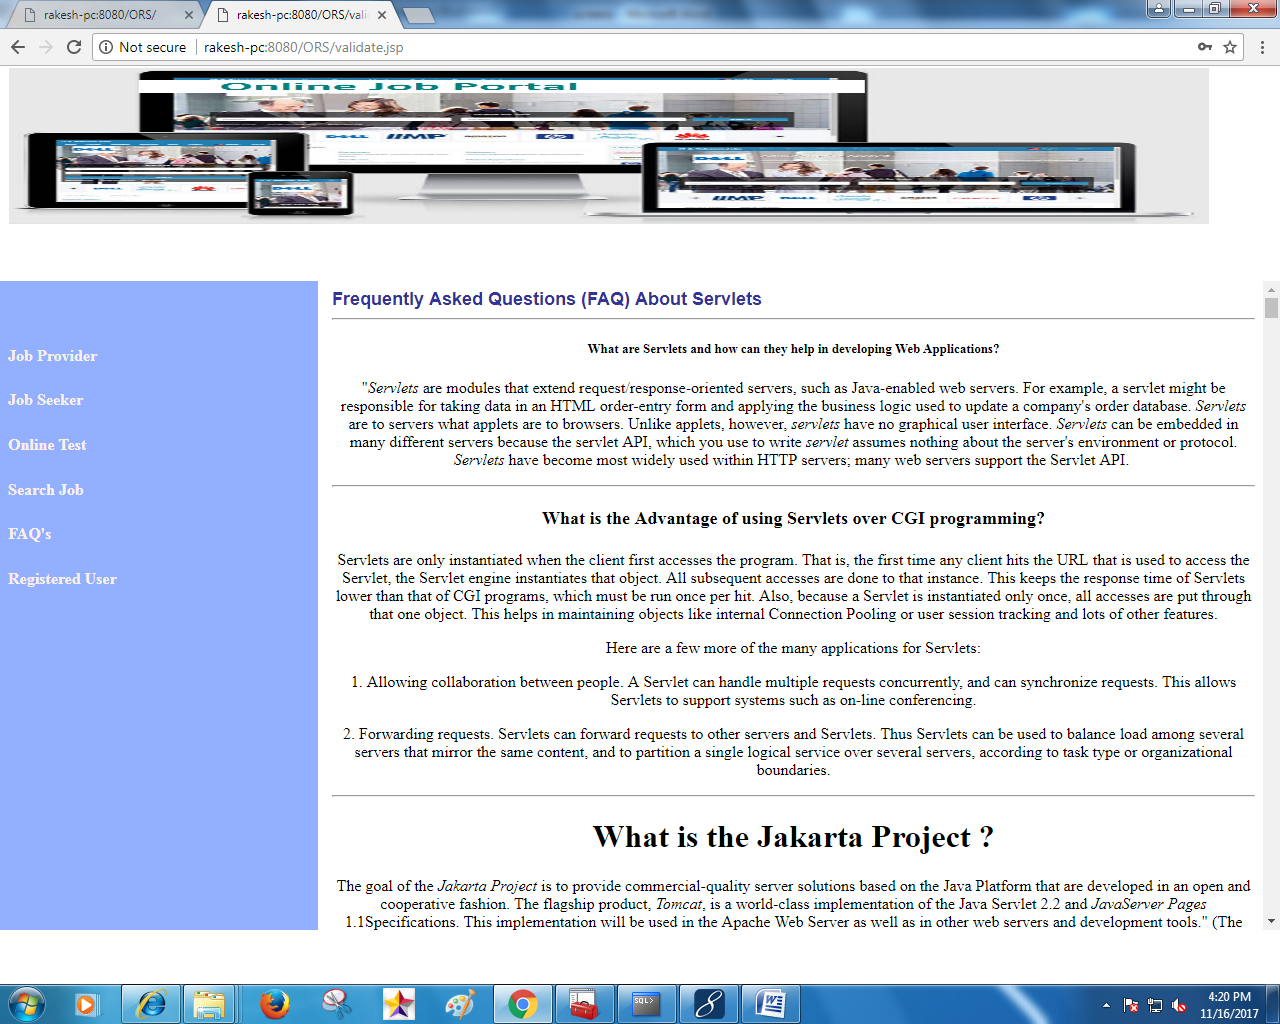 rakesh-pc:8080/ORS/
rakesh-pc:8080/ORS/vali
Not secure
rakesh-pc:8080/ORS/validate.jsp
Online Job Portal
DELL
DELL
DELL
DELL
Job Provider
Job Seeker
Online Test
Search Job
FAQ's
Registered User
Frequently Asked Questions (FAQ) About Servlets
What are Servlets and how can they help in developing Web Applications?
"Servlets are modules that extend request/response-oriented servers, such as Java-enabled web servers. For example, a servlet might be
responsible for taking data in an HTML order-entry form and applying the business logic used to update a company's order database. Servlets
are to servers what applets are to browsers. Unlike applets, however, servlets have no graphical user interface. Servlets can be embedded in
many different servers because the servlet API, which you use to write servlet assumes nothing about the server's environment or protocol.
Servlets have become most widely used within HTTP servers; many web servers support the Servlet API.
What is the Advantage of using Servlets over CGI programming?
Servlets are only instantiated when the client first accesses the program. That is, the first time any client hits the URL that is used to access the
Servlet, the Servlet engine instantiates that object. All subsequent accesses are done to that instance. This keeps the response time of Servlets
lower than that of CGI programs, which must be run once per hit. Also, because a Servlet is instantiated only once, all accesses are put through
that one object. This helps in maintaining objects like internal Connection Pooling or user session tracking and lots of other features.
Here are a few more of the many applications for Servlets:
1. Allowing collaboration between people. A Servlet can handle multiple requests concurrently, and can synchronize requests. This allows
Servlets to support systems such as on-line conferencing.
2. Forwarding requests. Servlets can forward requests to other servers and Servlets. Thus Servlets can be used to balance load among several
servers that mirror the same content, and to partition a single logical service over several servers, according to task type or organizational
boundaries.
What is the Jakarta Project ?
The goal of the Jakarta Project is to provide commercial-quality server solutions based on the Java Platform that are developed in an open and
cooperative fashion. The flagship product, Tomcat, is a world-class implementation of the Java Servlet 2.2 and JavaServer Pages
1.1Specifications. This implementation will be used in the Apache Web Server as well as in other web servers and development tools." (The
SQL>
4:20 PM
11/16/2017